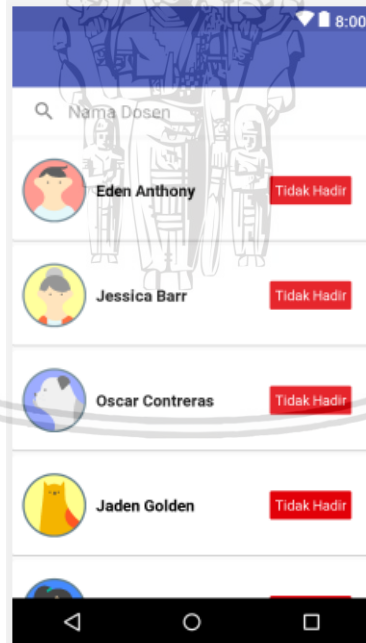 8:00
Nama Dosen
Eden Anthony Tidak Hadir
Jessica Barr Tidak Hadir
Oscar Contreras Tidak Hadir
Jaden Golden Tidak Hadir